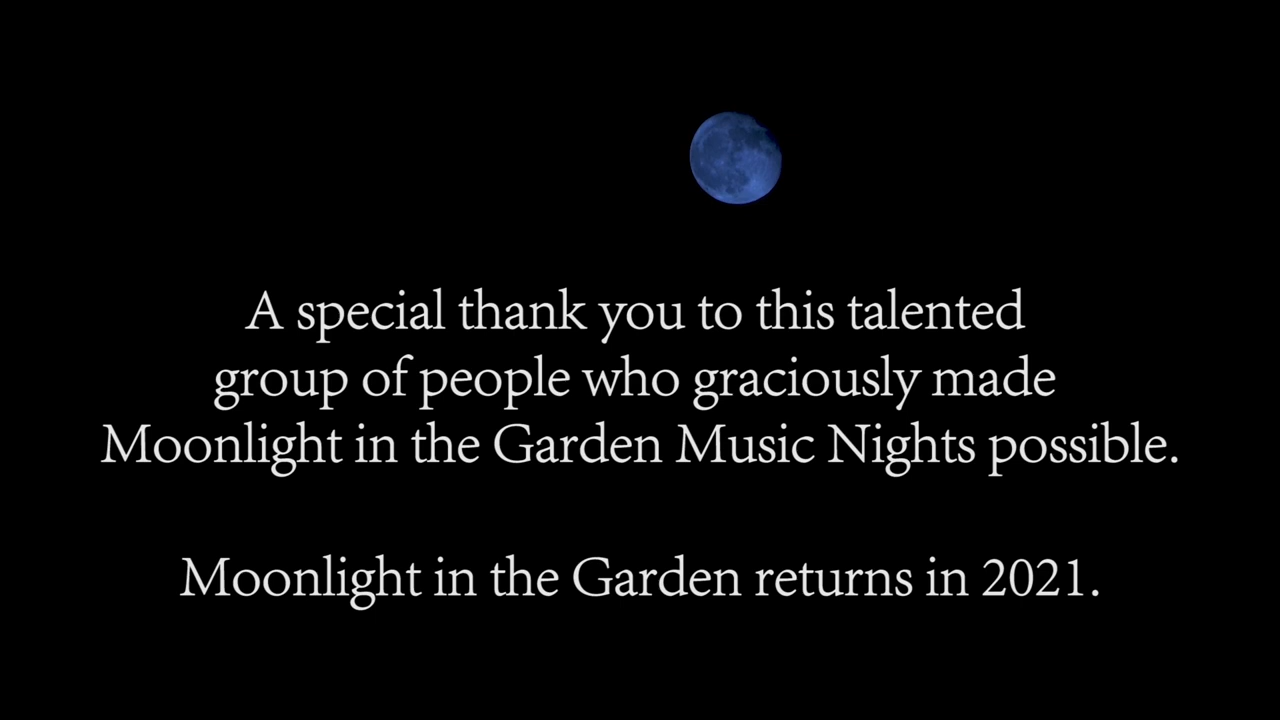 A special thank you to this talented
group of people who graciously made
Moonlight in the Garden Music Nights possible.
Moonlight in the Garden returns in 2021.